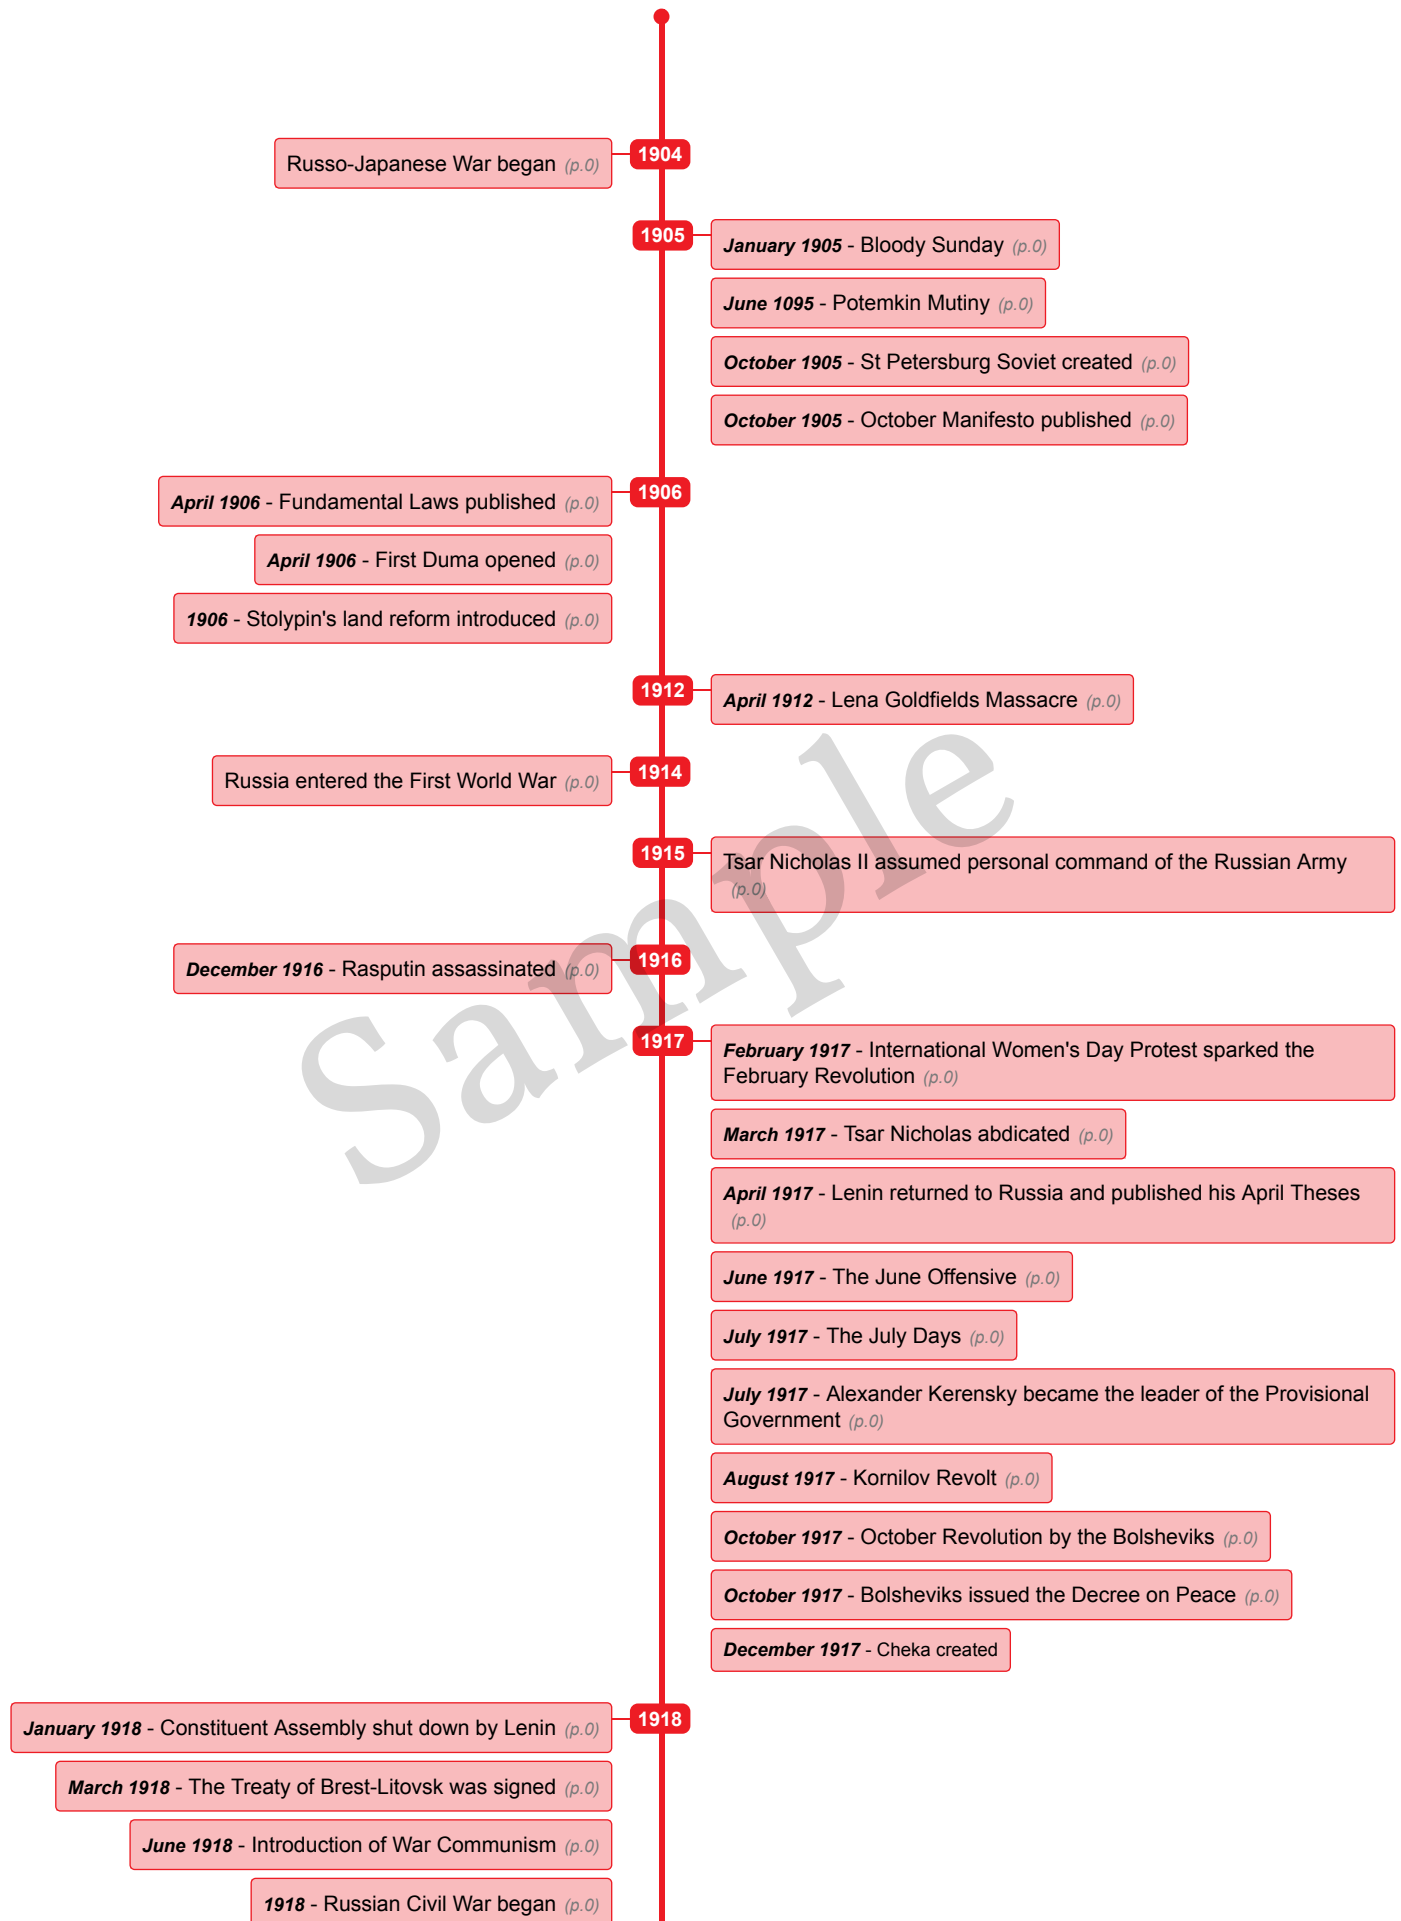 1904
Russo-Japanese War began (p.0)
1905
January 1905 - Bloody Sunday (p.0)
June 1095 - Potemkin Mutiny (p.0)
October 1905 - St Petersburg Soviet created (p.0)
October 1905 - October Manifesto published (p.0)
1906
April 1906 - Fundamental Laws published (p.0)
April 1906 - First Duma opened (p.0)
1906 - Stolypin's land reform introduced (p.0)
1912
April 1912 - Lena Goldfields Massacre (p.0)
1914
Russia entered the First World War (p.0)
1915
Tsar Nicholas II assumed personal command of the Russian Army
(p.0)
1916
December 1916 - Rasputin assassinated (p.0)
1917
February 1917 - International Women's Day Protest sparked the
February Revolution (p.0)
March 1917 - Tsar Nicholas abdicated (p.0)
April 1917 - Lenin returned to Russia and published his April Theses
(p.0)
June 1917 - The June Offensive (p.0)
July 1917 - The July Days (p.0)
July 1917 - Alexander Kerensky became the leader of the Provisional
Government (p.0)
August 1917 - Kornilov Revolt (p.0)
October 1917 - October Revolution by the Bolsheviks (p.0)
October 1917 - Bolsheviks issued the Decree on Peace (p.0)
December 1917 - Cheka created
1918
January 1918 - Constituent Assembly shut down by Lenin (p.0)
March 1918 - The Treaty of Brest-Litovsk was signed (p.0)
June 1918 - Introduction of War Communism (p.0)
1918 - Russian Civil War began (p.0)
Sample